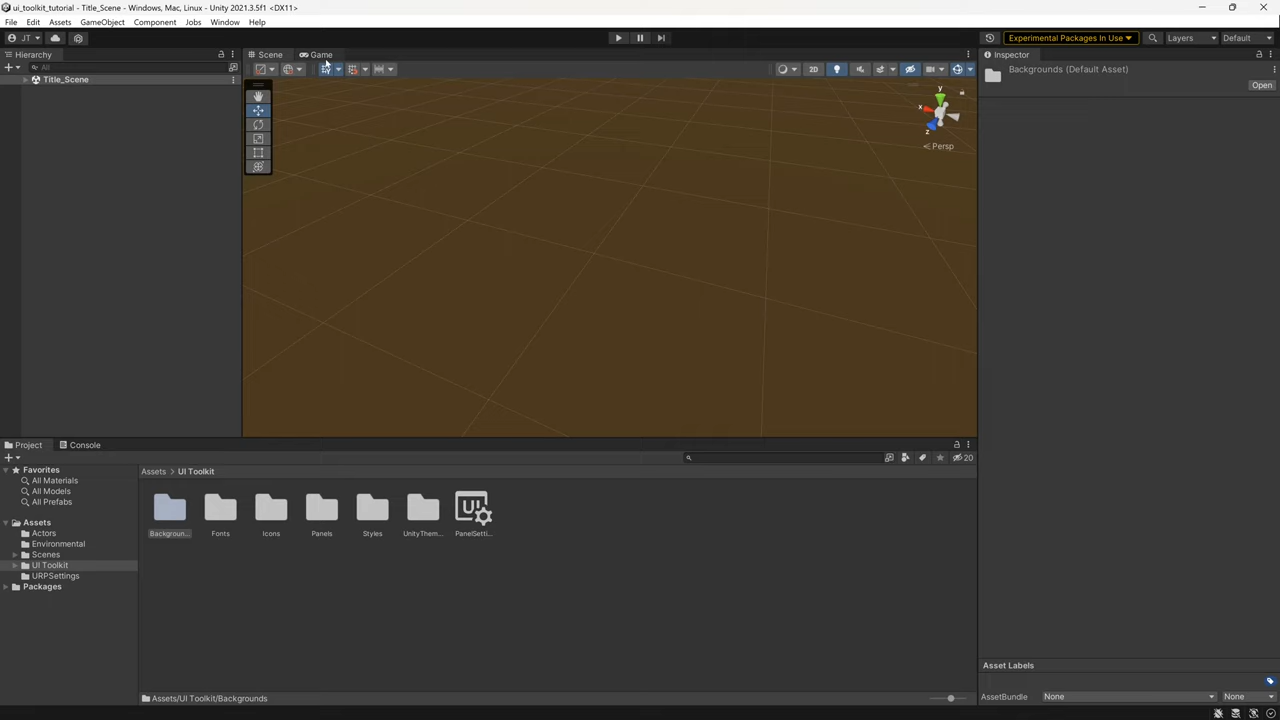 ui_toolkit_tutorial - Title_Scene - Windows, Mac, Linux - Unity 2021.3.5f1 <DX11>
File Edit Assets GameObject Component Jobs Window Help
JT Experimental Packages In Use Layers Default
Hierarchy Scene Game Inspector
All
Title_Scene
2D
Backgrounds (Default Asset)
Open
y
x
z
Persp
Project Console
20
Favorites
All Materials
All Models
All Prefabs
Assets
Actors
Environmental
Scenes
UI Toolkit
URPSettings
Packages
Assets > UI Toolkit
UI
Backgroun... Fonts Icons Panels Styles UnityThem... PanelSetti...
Assets/UI Toolkit/Backgrounds
Asset Labels
AssetBundle None None